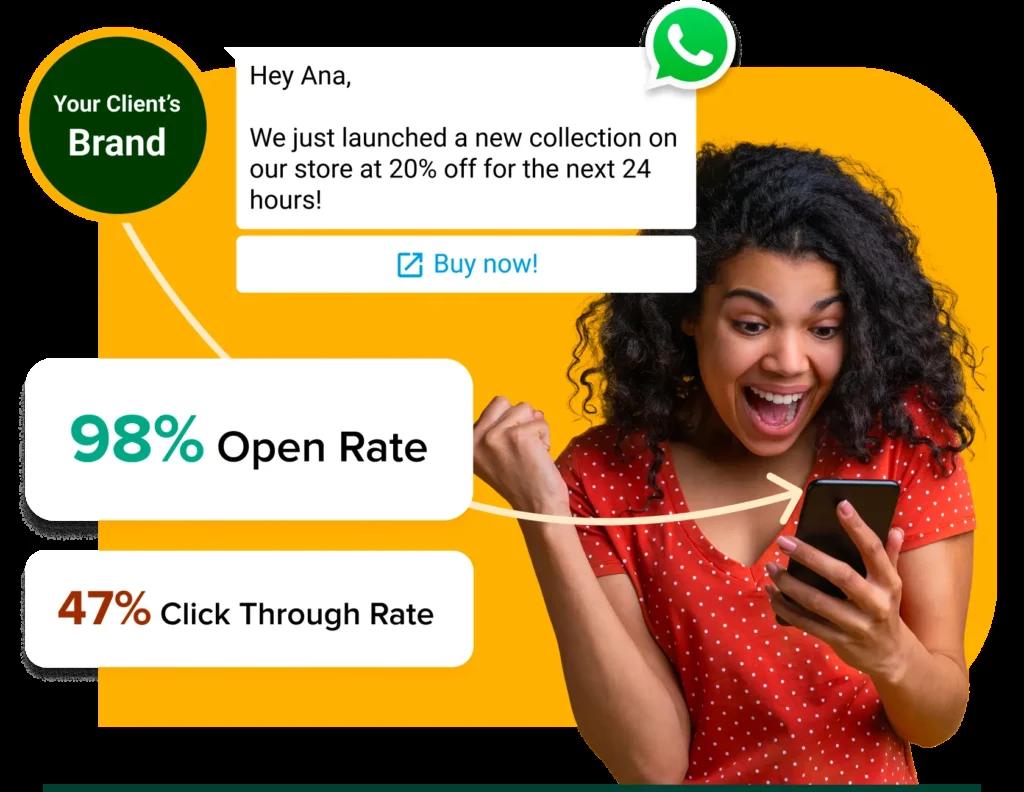 Your Client's
Brand
Hey Ana,
We just launched a new collection on
our store at 20% off for the next 24
hours!
Buy now!
98% Open Rate
47% Click Through Rate